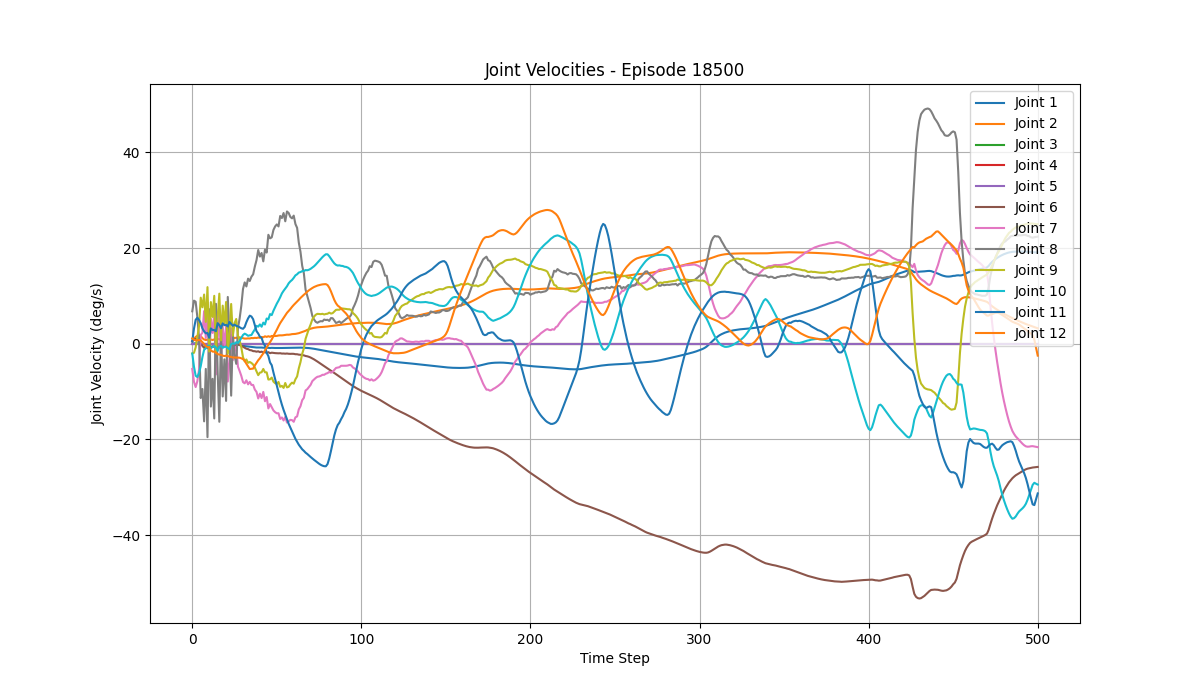 Joint Velocities - Episode 18500
Joint Velocity (deg/s)
40
20
0
−20
−40
0
100
200
300
400
500
Time Step
Joint 1
Joint 2
Joint 3
Joint 4
Joint 5
Joint 6
Joint 7
Joint 8
Joint 9
Joint 10
Joint 11
Joint 12